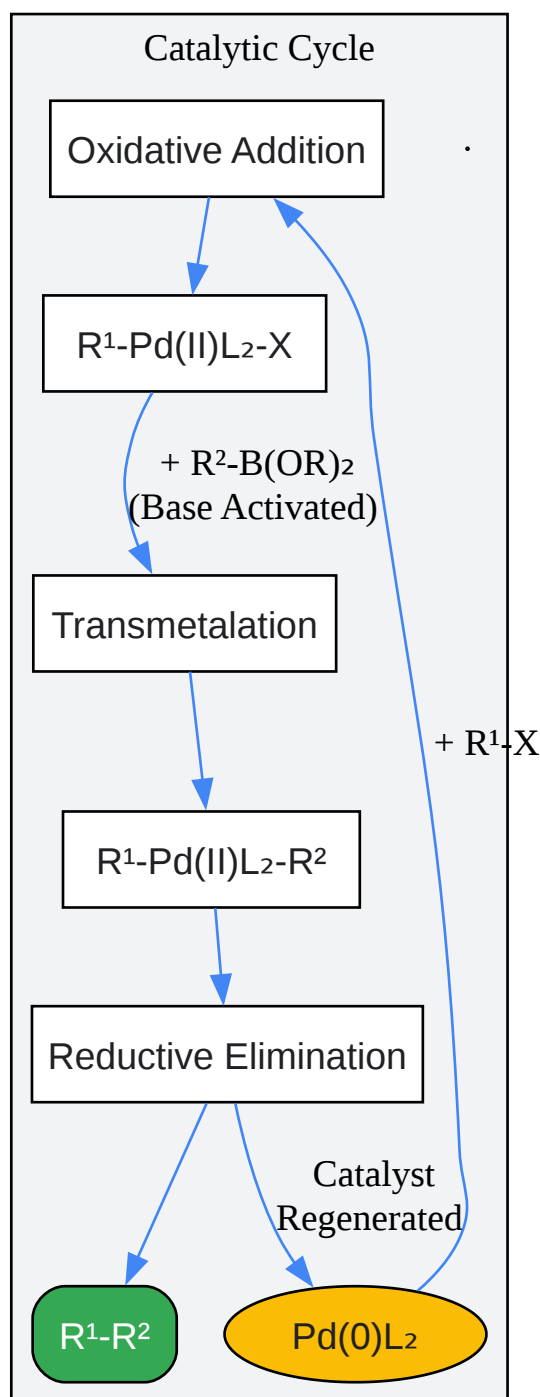 Catalytic Cycle
Oxidative Addition
.
R¹-Pd(II)L₂-X
+ R²-B(OR)₂
(Base Activated)
Transmetalation
+ R¹-X
R¹-Pd(II)L₂-R²
Reductive Elimination
Catalyst
Regenerated
R¹-R²
Pd(0)L₂